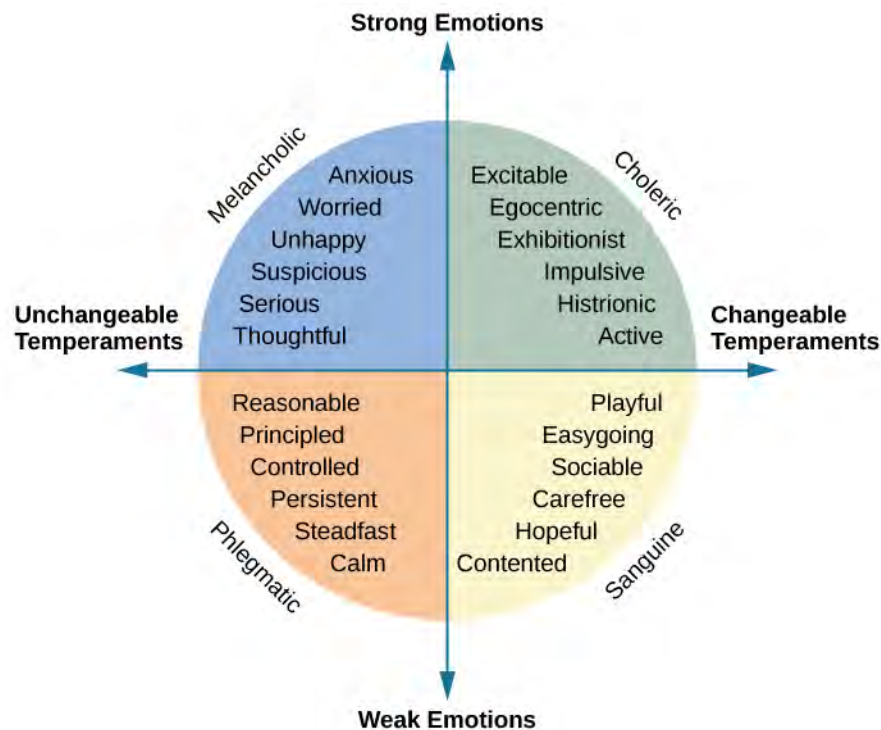 Strong Emotions
Melancholic
Choleric
Anxious
Worried
Unhappy
Suspicious
Serious
Thoughtful
Excitable
Egocentric
Exhibitionist
Impulsive
Histrionic
Active
Unchangeable
Temperaments
Changeable
Temperaments
Reasonable
Principled
Controlled
Persistent
Steadfast
Calm
Playful
Easygoing
Sociable
Carefree
Hopeful
Contented
Phlegmatic
Sanguine
Weak Emotions